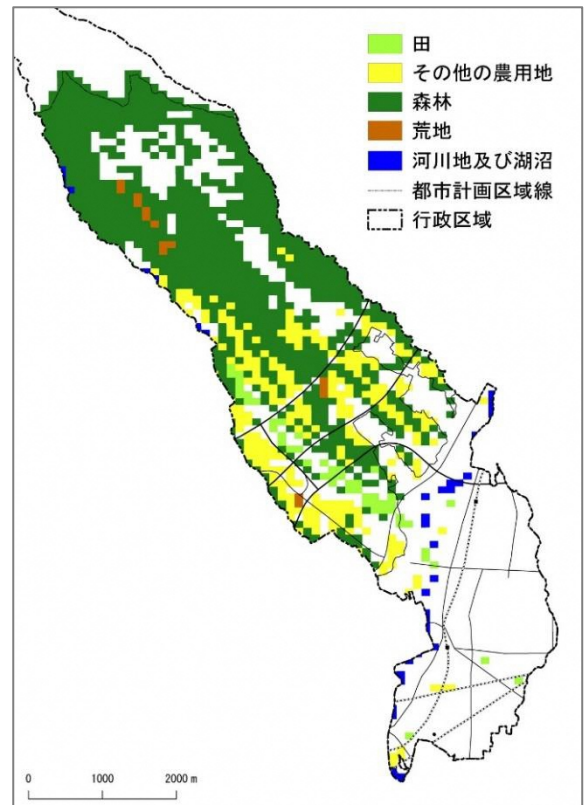 田
その他の農用地
森林
荒地
河川地及び湖沼
都市計画区域線
行政区域
0 1000 2000 m